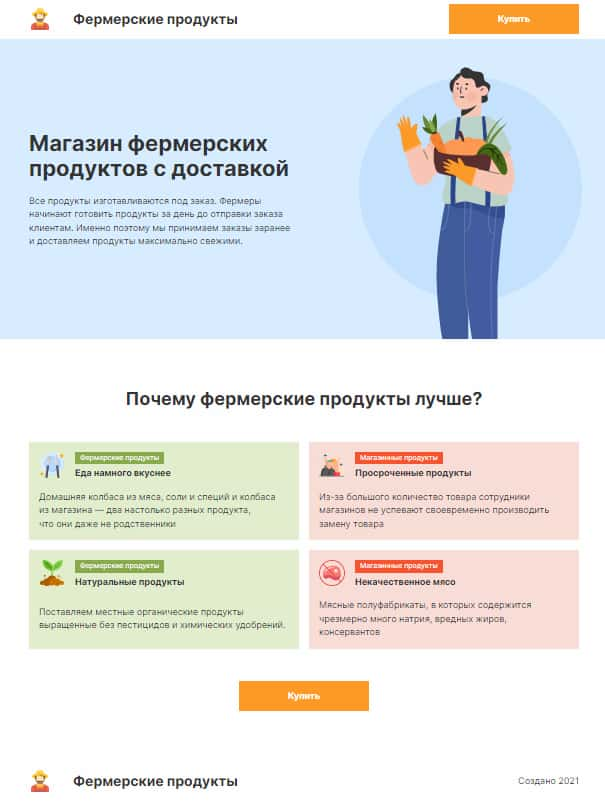 Фермерские продукты
Купить
Магазин фермерских
продуктов с доставкой
Все продукты изготавливаются под заказ. Фермеры
начинают готовить продукты за день до отправки заказа
клиентам. Именно поэтому мы принимаем заказы заранее
и доставляем продукты максимально свежими.
Почему фермерские продукты лучше?
Фермерские продукты
Еда намного вкуснее
Домашняя колбаса из мяса, соли и специй и колбаса
из магазина — два настолько разных продукта,
что они даже не родственники
Магазинные продукты
Просроченные продукты
Из-за большого количество товара сотрудники
магазинов не успевают своевременно производить
замену товара
Фермерские продукты
Натуральные продукты
Поставляем местные органические продукты
выращенные без пестицидов и химических удобрений.
Магазинные продукты
Некачественное мясо
Мясные полуфабрикаты, в которых содержится
чрезмерно много натрия, вредных жиров,
консервантов
Купить
Фермерские продукты
Создано 2021